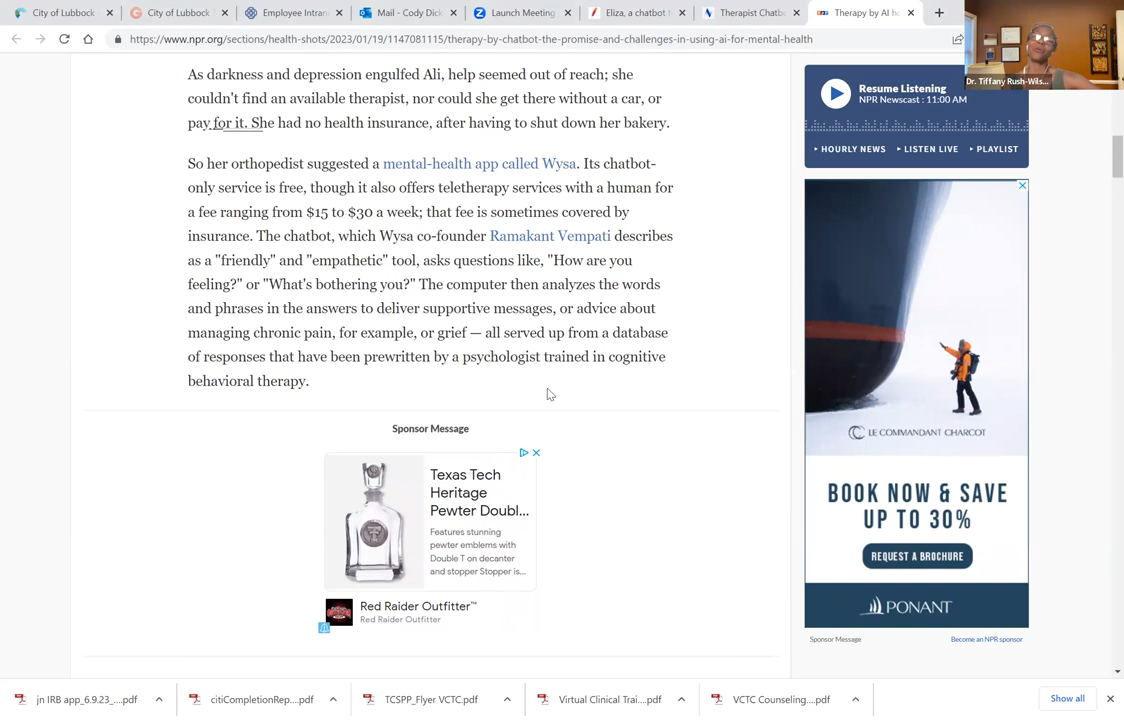 City of Lubbock
City of Lubbock
Employee Intran
Mail - Cody Dick
Launch Meeting
Eliza, a chatbot t
Therapist Chatb
Therapy by AI h
https://www.npr.org/sections/health-shots/2023/01/19/1147081115/therapy-by-chatbot-the-promise-and-challenges-in-using-ai-for-mental-health
Dr. Tiffany Rush-Wils...
As darkness and depression engulfed Ali, help seemed out of reach; she
couldn't find an available therapist, nor could she get there without a car, or
pay for it. She had no health insurance, after having to shut down her bakery.
So her orthopedist suggested a mental-health app called Wysa. Its chatbot-
only service is free, though it also offers teletherapy services with a human for
a fee ranging from $15 to $30 a week; that fee is sometimes covered by
insurance. The chatbot, which Wysa co-founder Ramakant Vempati describes
as a "friendly" and "empathetic" tool, asks questions like, "How are you
feeling?" or "What's bothering you?" The computer then analyzes the words
and phrases in the answers to deliver supportive messages, or advice about
managing chronic pain, for example, or grief — all served up from a database
of responses that have been prewritten by a psychologist trained in cognitive
behavioral therapy.
Sponsor Message
Texas Tech
Heritage
Pewter Doubl...
Features stunning
pewter emblems with
Double T on decanter
and stopper Stopper is...
Red Raider Outfitter™
Red Raider Outfitter
Resume Listening
NPR Newscast : 11:00 AM
HOURLY NEWS
LISTEN LIVE
PLAYLIST
LE COMMANDANT CHARCOT
BOOK NOW & SAVE
UP TO 30%
REQUEST A BROCHURE
PONANT
Sponsor Message
Become an NPR sponsor
jn IRB app_6.9.23_....pdf
citiCompletionRep....pdf
TCSPP_Flyer VCTC.pdf
Virtual Clinical Trai....pdf
VCTC Counseling....pdf
Show all